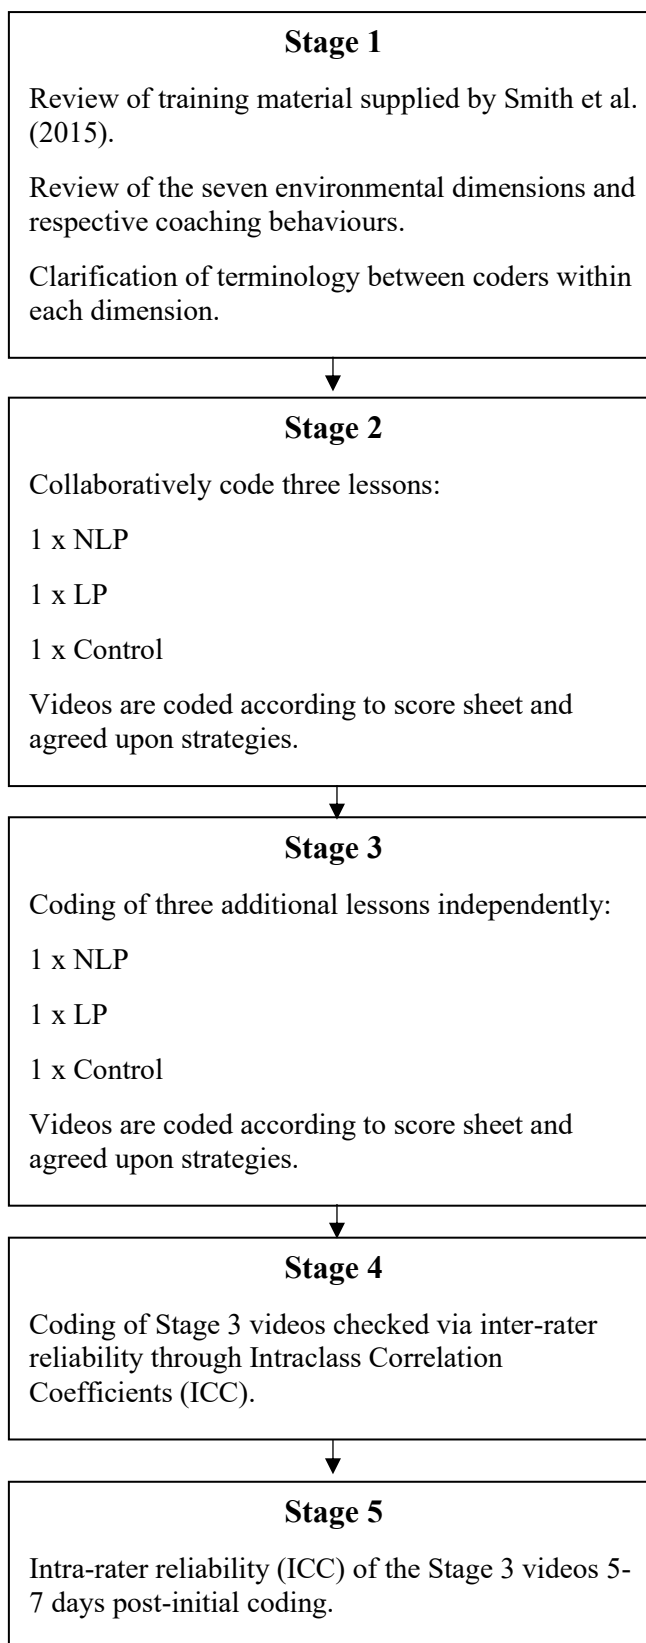 Stage 1
Review of training material supplied by Smith et al.
(2015).
Review of the seven environmental dimensions and
respective coaching behaviours.
Clarification of terminology between coders within
each dimension.
Stage 2
Collaboratively code three lessons:
1 x NLP
1 x LP
1 x Control
Videos are coded according to score sheet and
agreed upon strategies.
Stage 3
Coding of three additional lessons independently:
1 x NLP
1 x LP
1 x Control
Videos are coded according to score sheet and
agreed upon strategies.
Stage 4
Coding of Stage 3 videos checked via inter-rater
reliability through Intraclass Correlation
Coefficients (ICC).
Stage 5
Intra-rater reliability (ICC) of the Stage 3 videos 5-
7 days post-initial coding.